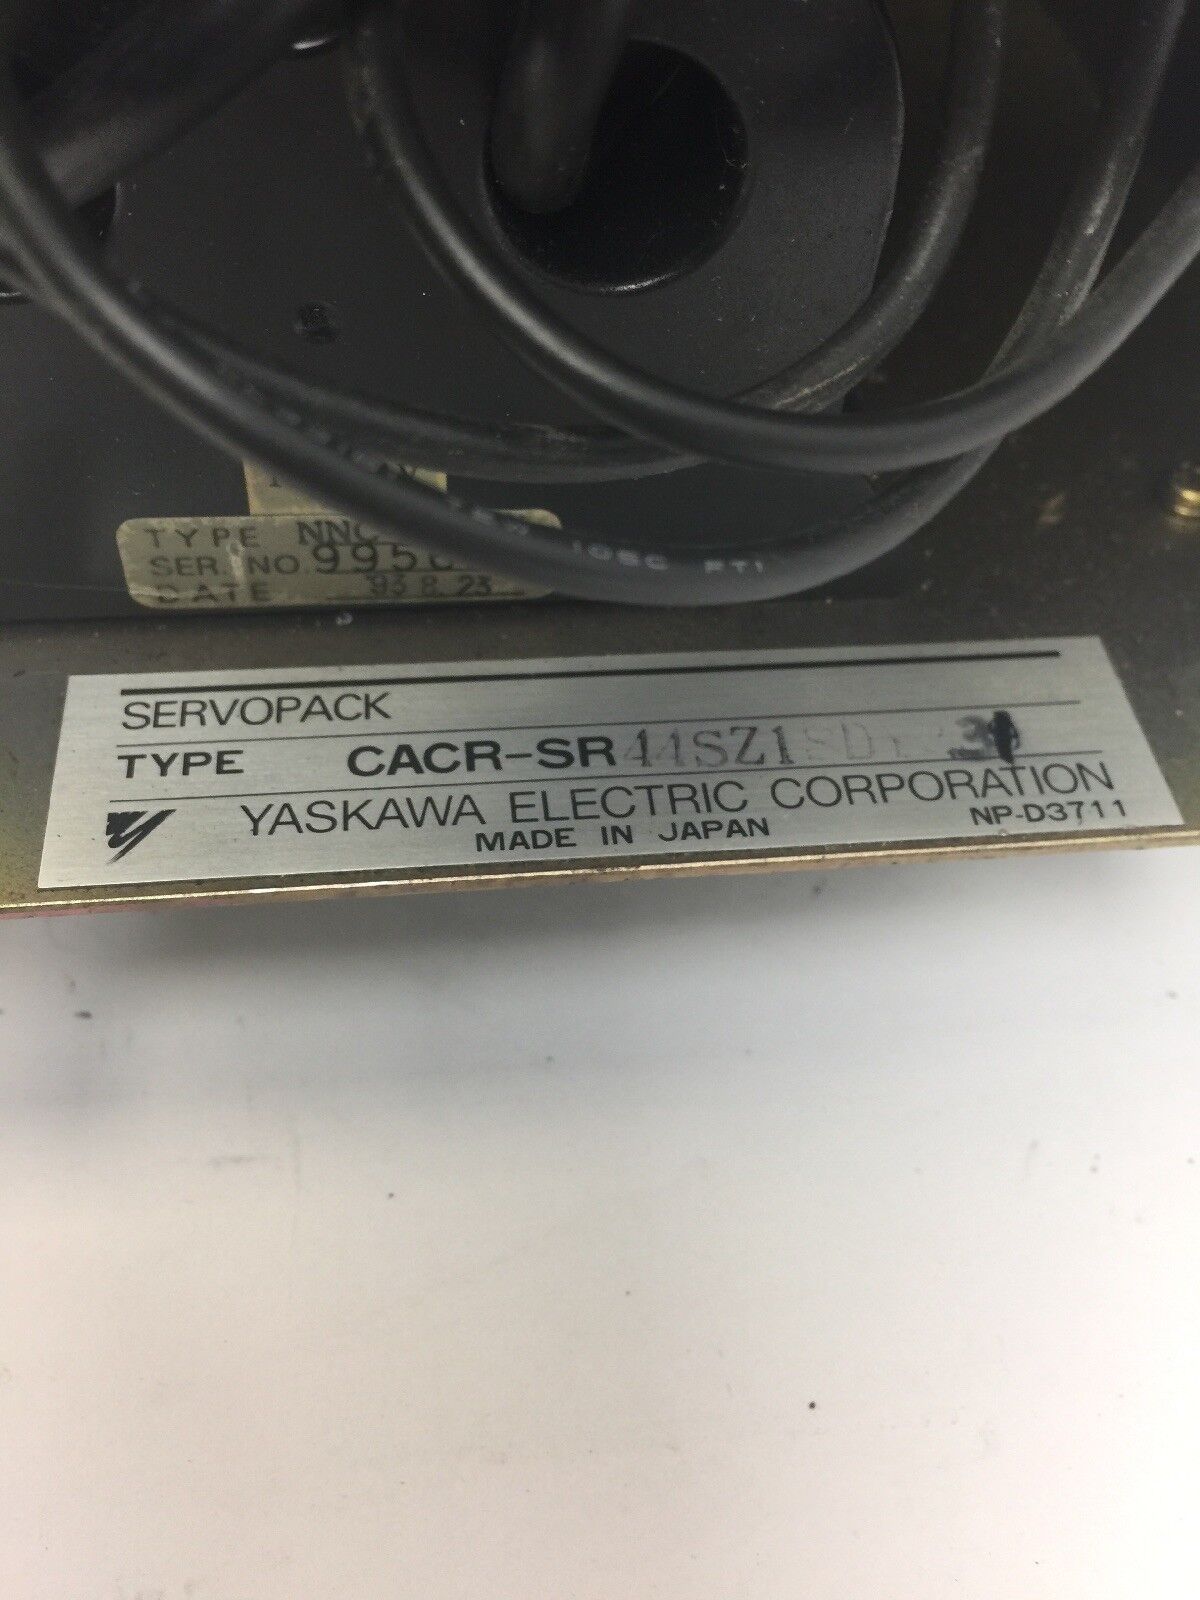 TYPE NNC
SER. NO. 9956
DATE '93.8.23
SERVOPACK
TYPE CACR-SR44SZ1SD
YASKAWA ELECTRIC CORPORATION
MADE IN JAPAN
NP-D3711